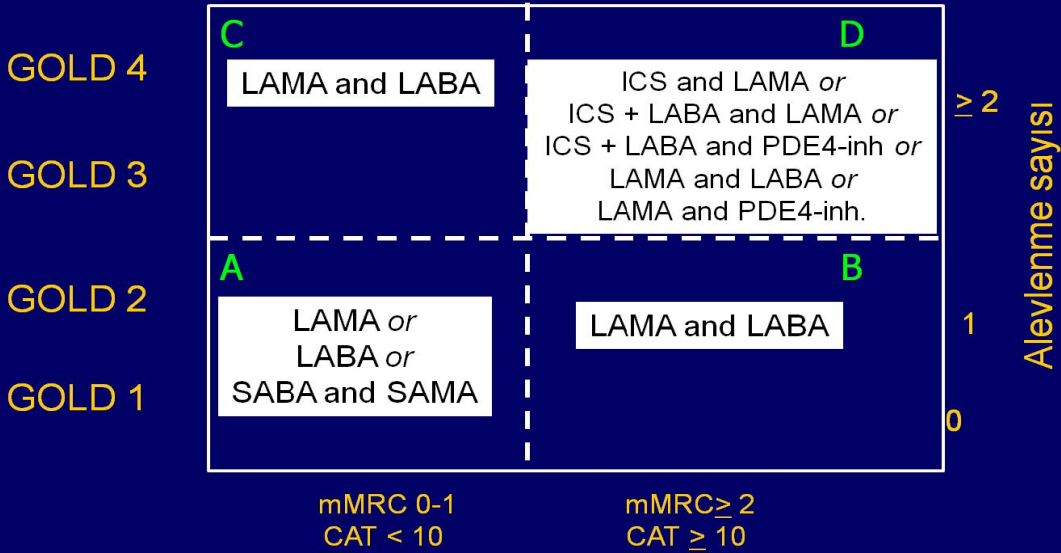 C
D
GOLD 4
LAMA and LABA
ICS and LAMA or
ICS + LABA and LAMA or
ICS + LABA and PDE4-inh or
LAMA and LABA or
LAMA and PDE4-inh.
≥ 2
GOLD 3
Alevlenme sayısı
A
B
GOLD 2
LAMA or
LABA or
SABA and SAMA
LAMA and LABA
1
GOLD 1
0
mMRC 0-1
CAT < 10
mMRC≥ 2
CAT ≥ 10